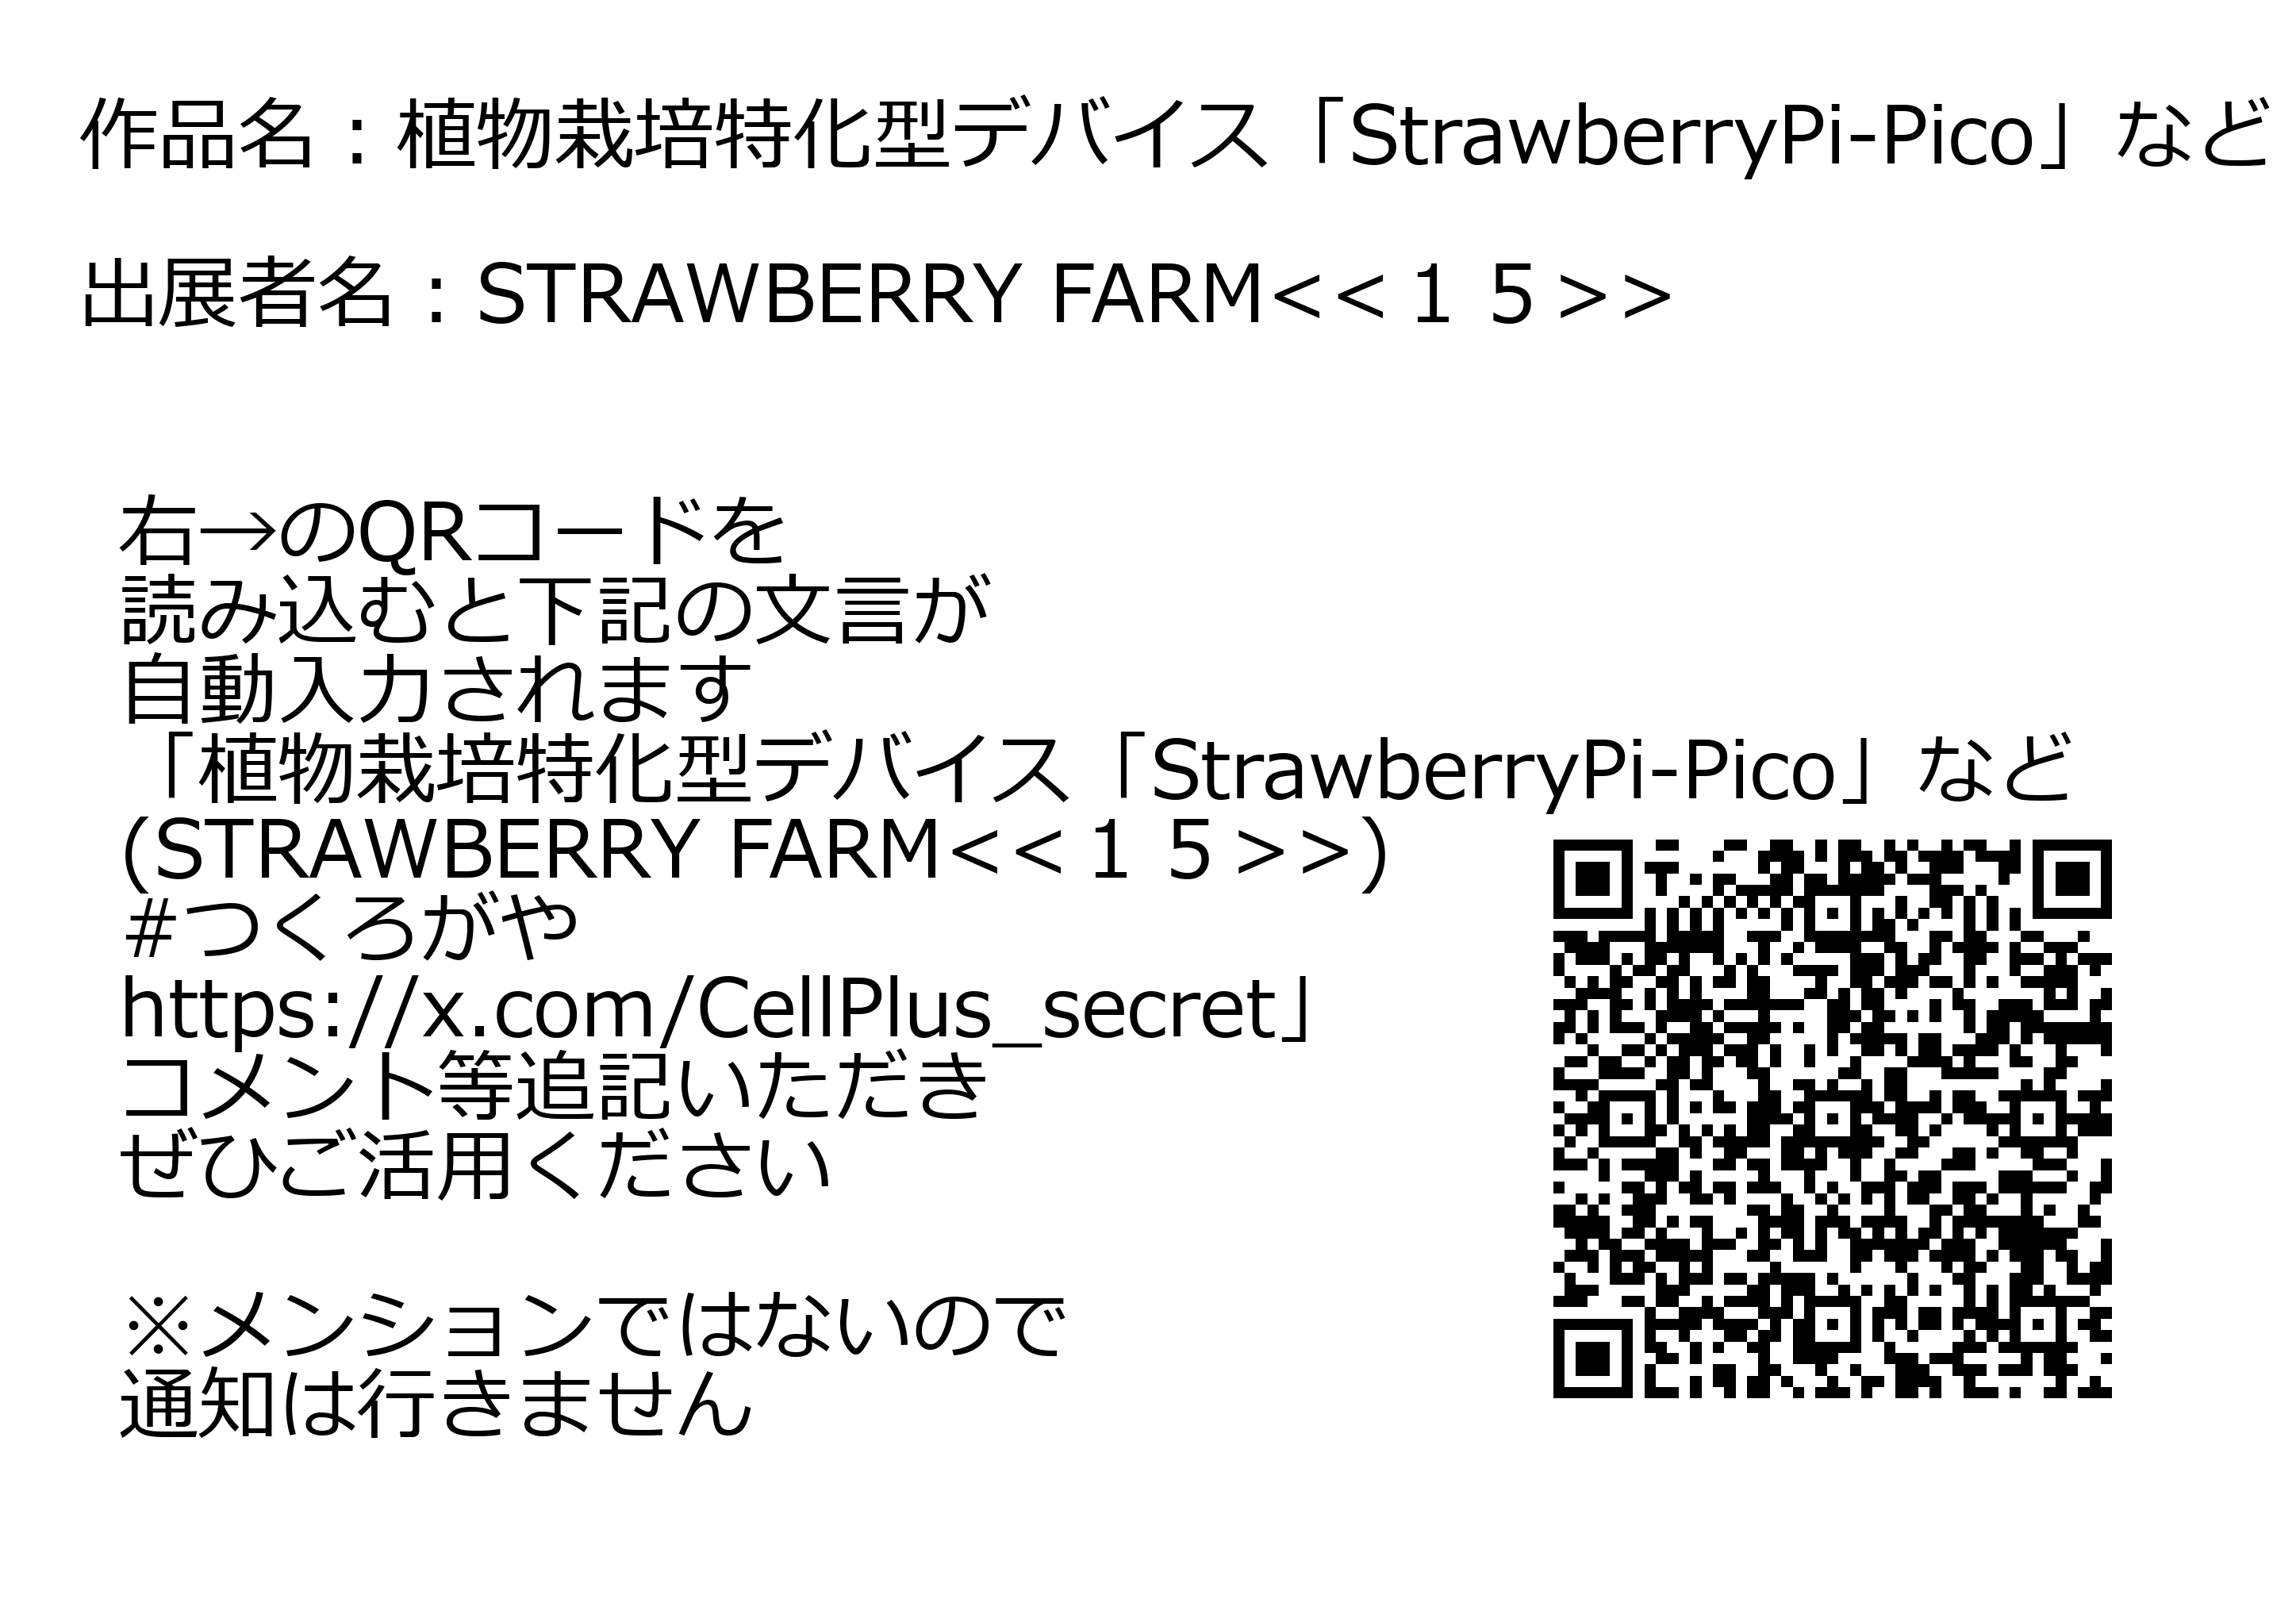 作品名：植物栽培特化型デバイス「StrawberryPi-Pico」など
出展者名：STRAWBERRY FARM<<１５>>
右→のQRコードを
読み込むと下記の文言が
自動入力されます
「植物栽培特化型デバイス「StrawberryPi-Pico」など
(STRAWBERRY FARM<<１５>>)
#つくろがや
https://x.com/CellPlus_secret」
コメント等追記いただき
ぜひご活用ください
※メンションではないので
通知は行きません